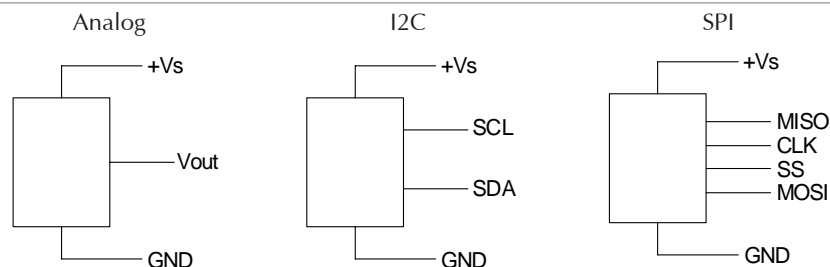 Analog
+Vs
Vout
GND
I2C
+Vs
SCL
SDA
GND
SPI
+Vs
MISO
CLK
SS
MOSI
GND